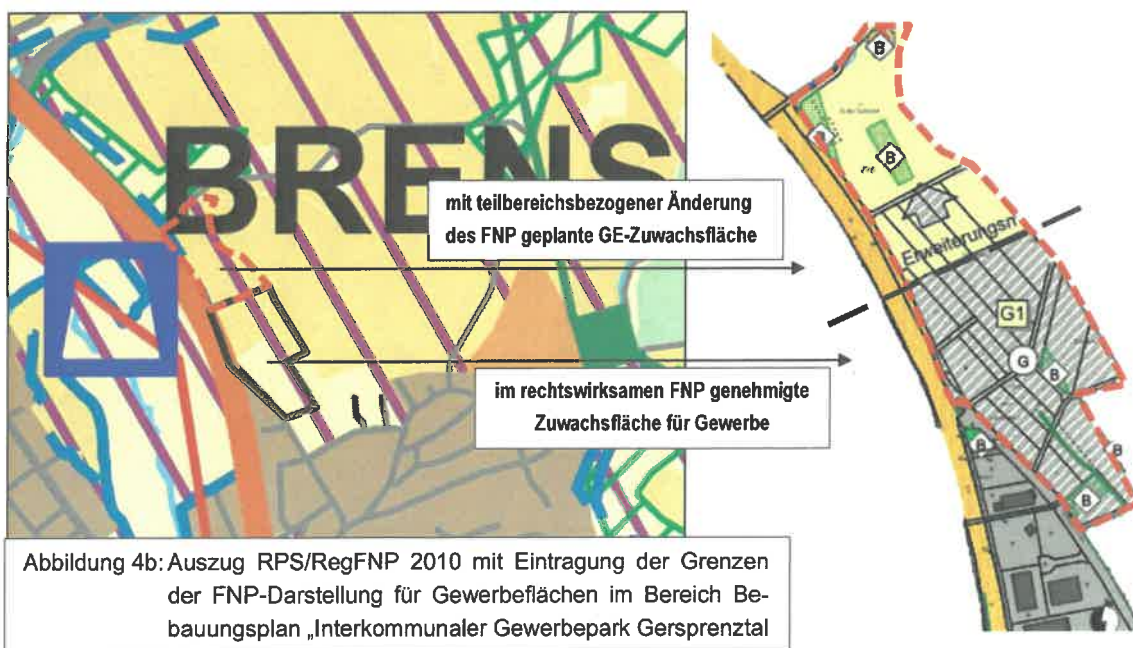 BRENS
mit teilbereichsbezogener Änderung
des FNP geplante GE-Zuwachsfläche
im rechtswirksamen FNP genehmigte
Zuwachsfläche für Gewerbe
B
B
Erweiterungsr
G1
G
B
B
B
B
Abbildung 4b: Auszug RPS/RegFNP 2010 mit Eintragung der Grenzen
der FNP-Darstellung für Gewerbeflächen im Bereich Be-
bauungsplan „Interkommunaler Gewerbepark Gersprenztal